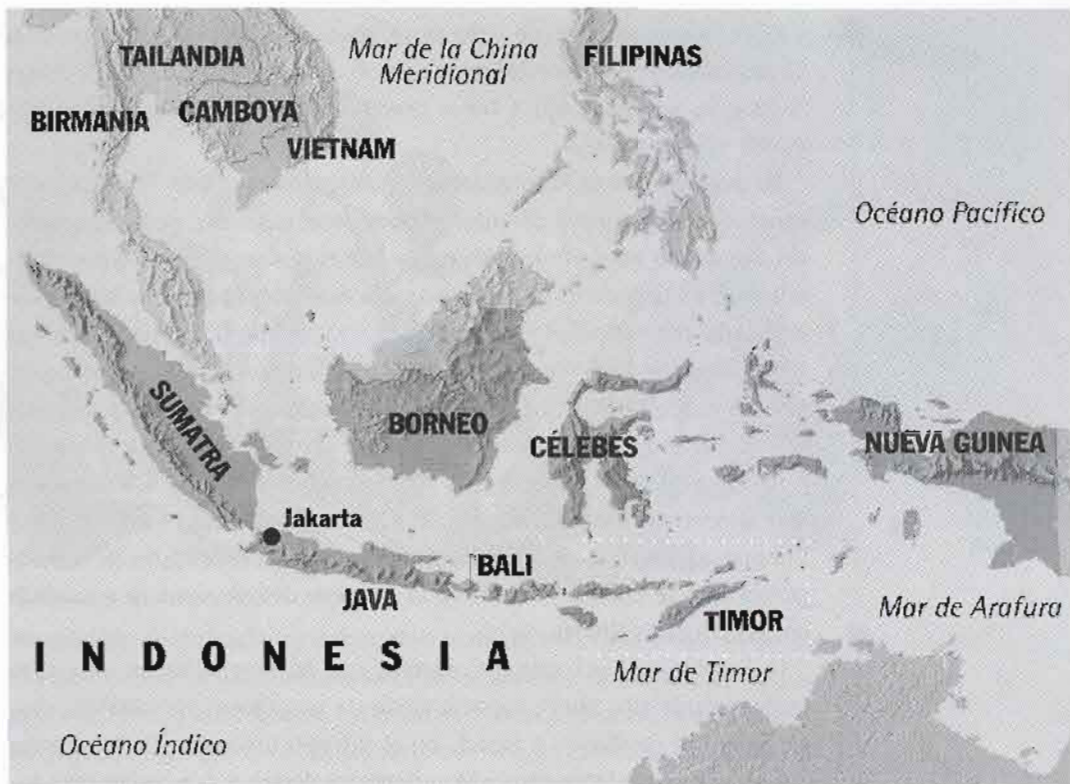 TAILANDIA
Mar de la China
Meridional
FILIPINAS
BIRMANIA
CAMBOYA
VIETNAM
Océano Pacífico
SUMATRA
BORNEO
CÉLEBES
NUEVA GUINEA
Jakarta
BALI
JAVA
TIMOR
Mar de Arafura
INDONESIA
Mar de Timor
Océano Índico